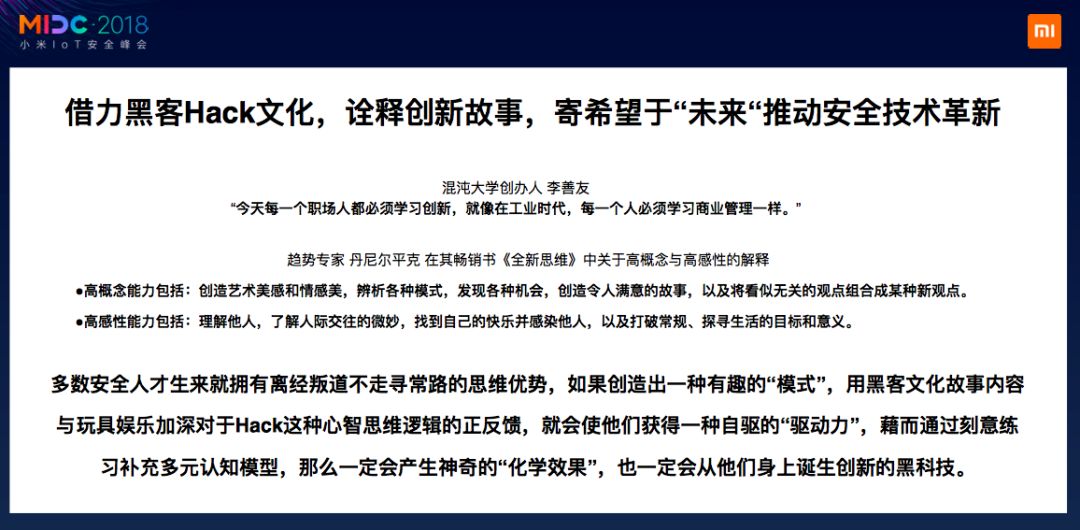 MIDC·2018
小米IoT安全峰会
mi
借力黑客Hack文化，诠释创新故事，寄希望于“未来“推动安全技术革新
混沌大学创办人 李善友
“今天每一个职场人都必须学习创新，就像在工业时代，每一个人必须学习商业管理一样。”
趋势专家 丹尼尔平克 在其畅销书《全新思维》中关于高概念与高感性的解释
●高概念能力包括：创造艺术美感和情感美，辨析各种模式，发现各种机会，创造令人满意的故事，以及将看似无关的观点组合成某种新观点。
●高感性能力包括：理解他人，了解人际交往的微妙，找到自己的快乐并感染他人，以及打破常规、探寻生活的目标和意义。
多数安全人才生来就拥有离经叛道不走寻常路的思维优势，如果创造出一种有趣的“模式”，用黑客文化故事内容
与玩具娱乐加深对于Hack这种心智思维逻辑的正反馈，就会使他们获得一种自驱的“驱动力”，藉而通过刻意练
习补充多元认知模型，那么一定会产生神奇的“化学效果”，也一定会从他们身上诞生创新的黑科技。